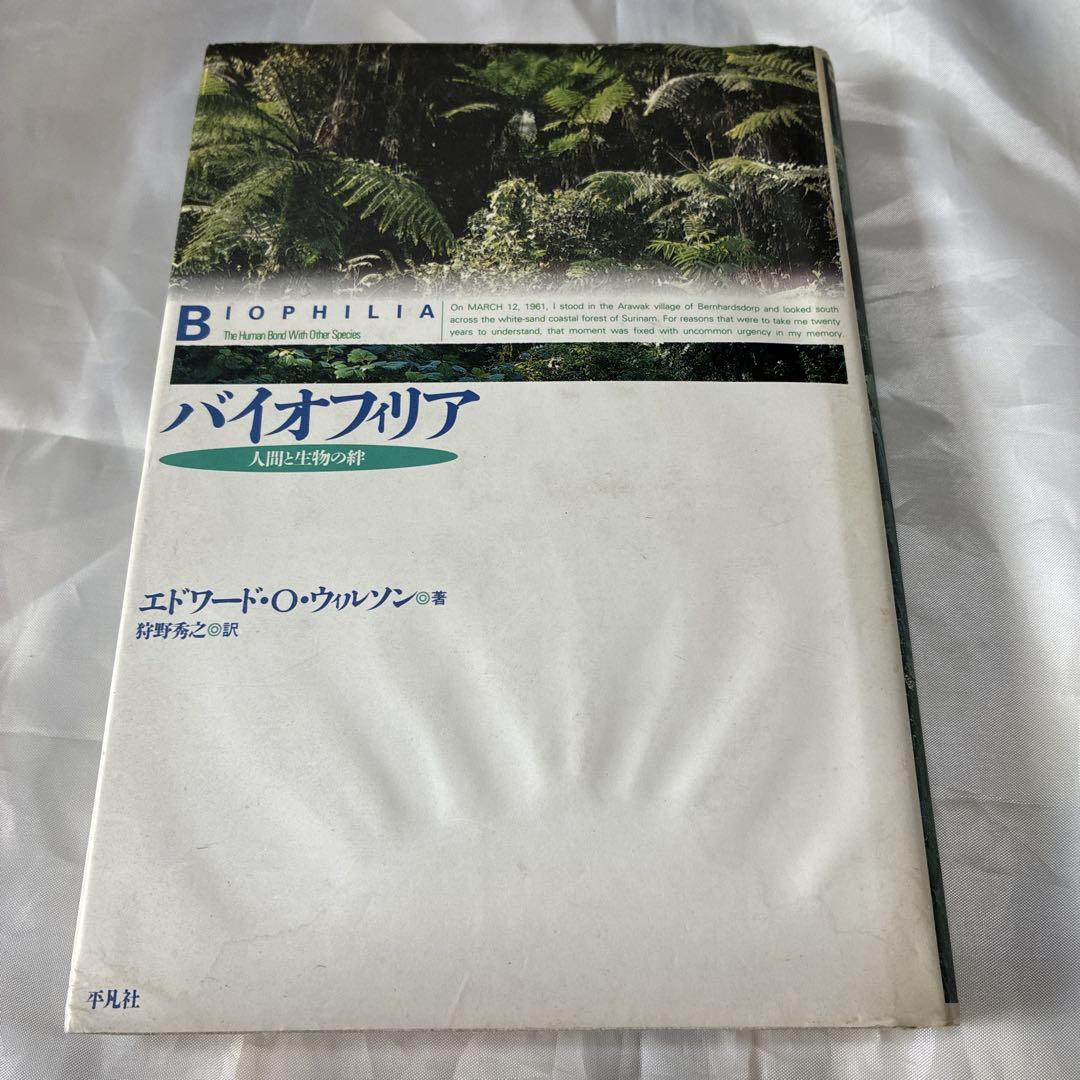 BIOPHILIA
The Human Bond With Other Species
On MARCH 12, 1961, I stood in the Arawak village of Bernhardsdorp and looked south
across the white-sand coastal forest of Surinam. For reasons that were to take me twenty
years to understand, that moment was fixed with uncommon urgency in my memory.
バイオフィリア
人間と生物の絆
エドワード・O・ウィルソン◎著
狩野秀之◎訳
平凡社